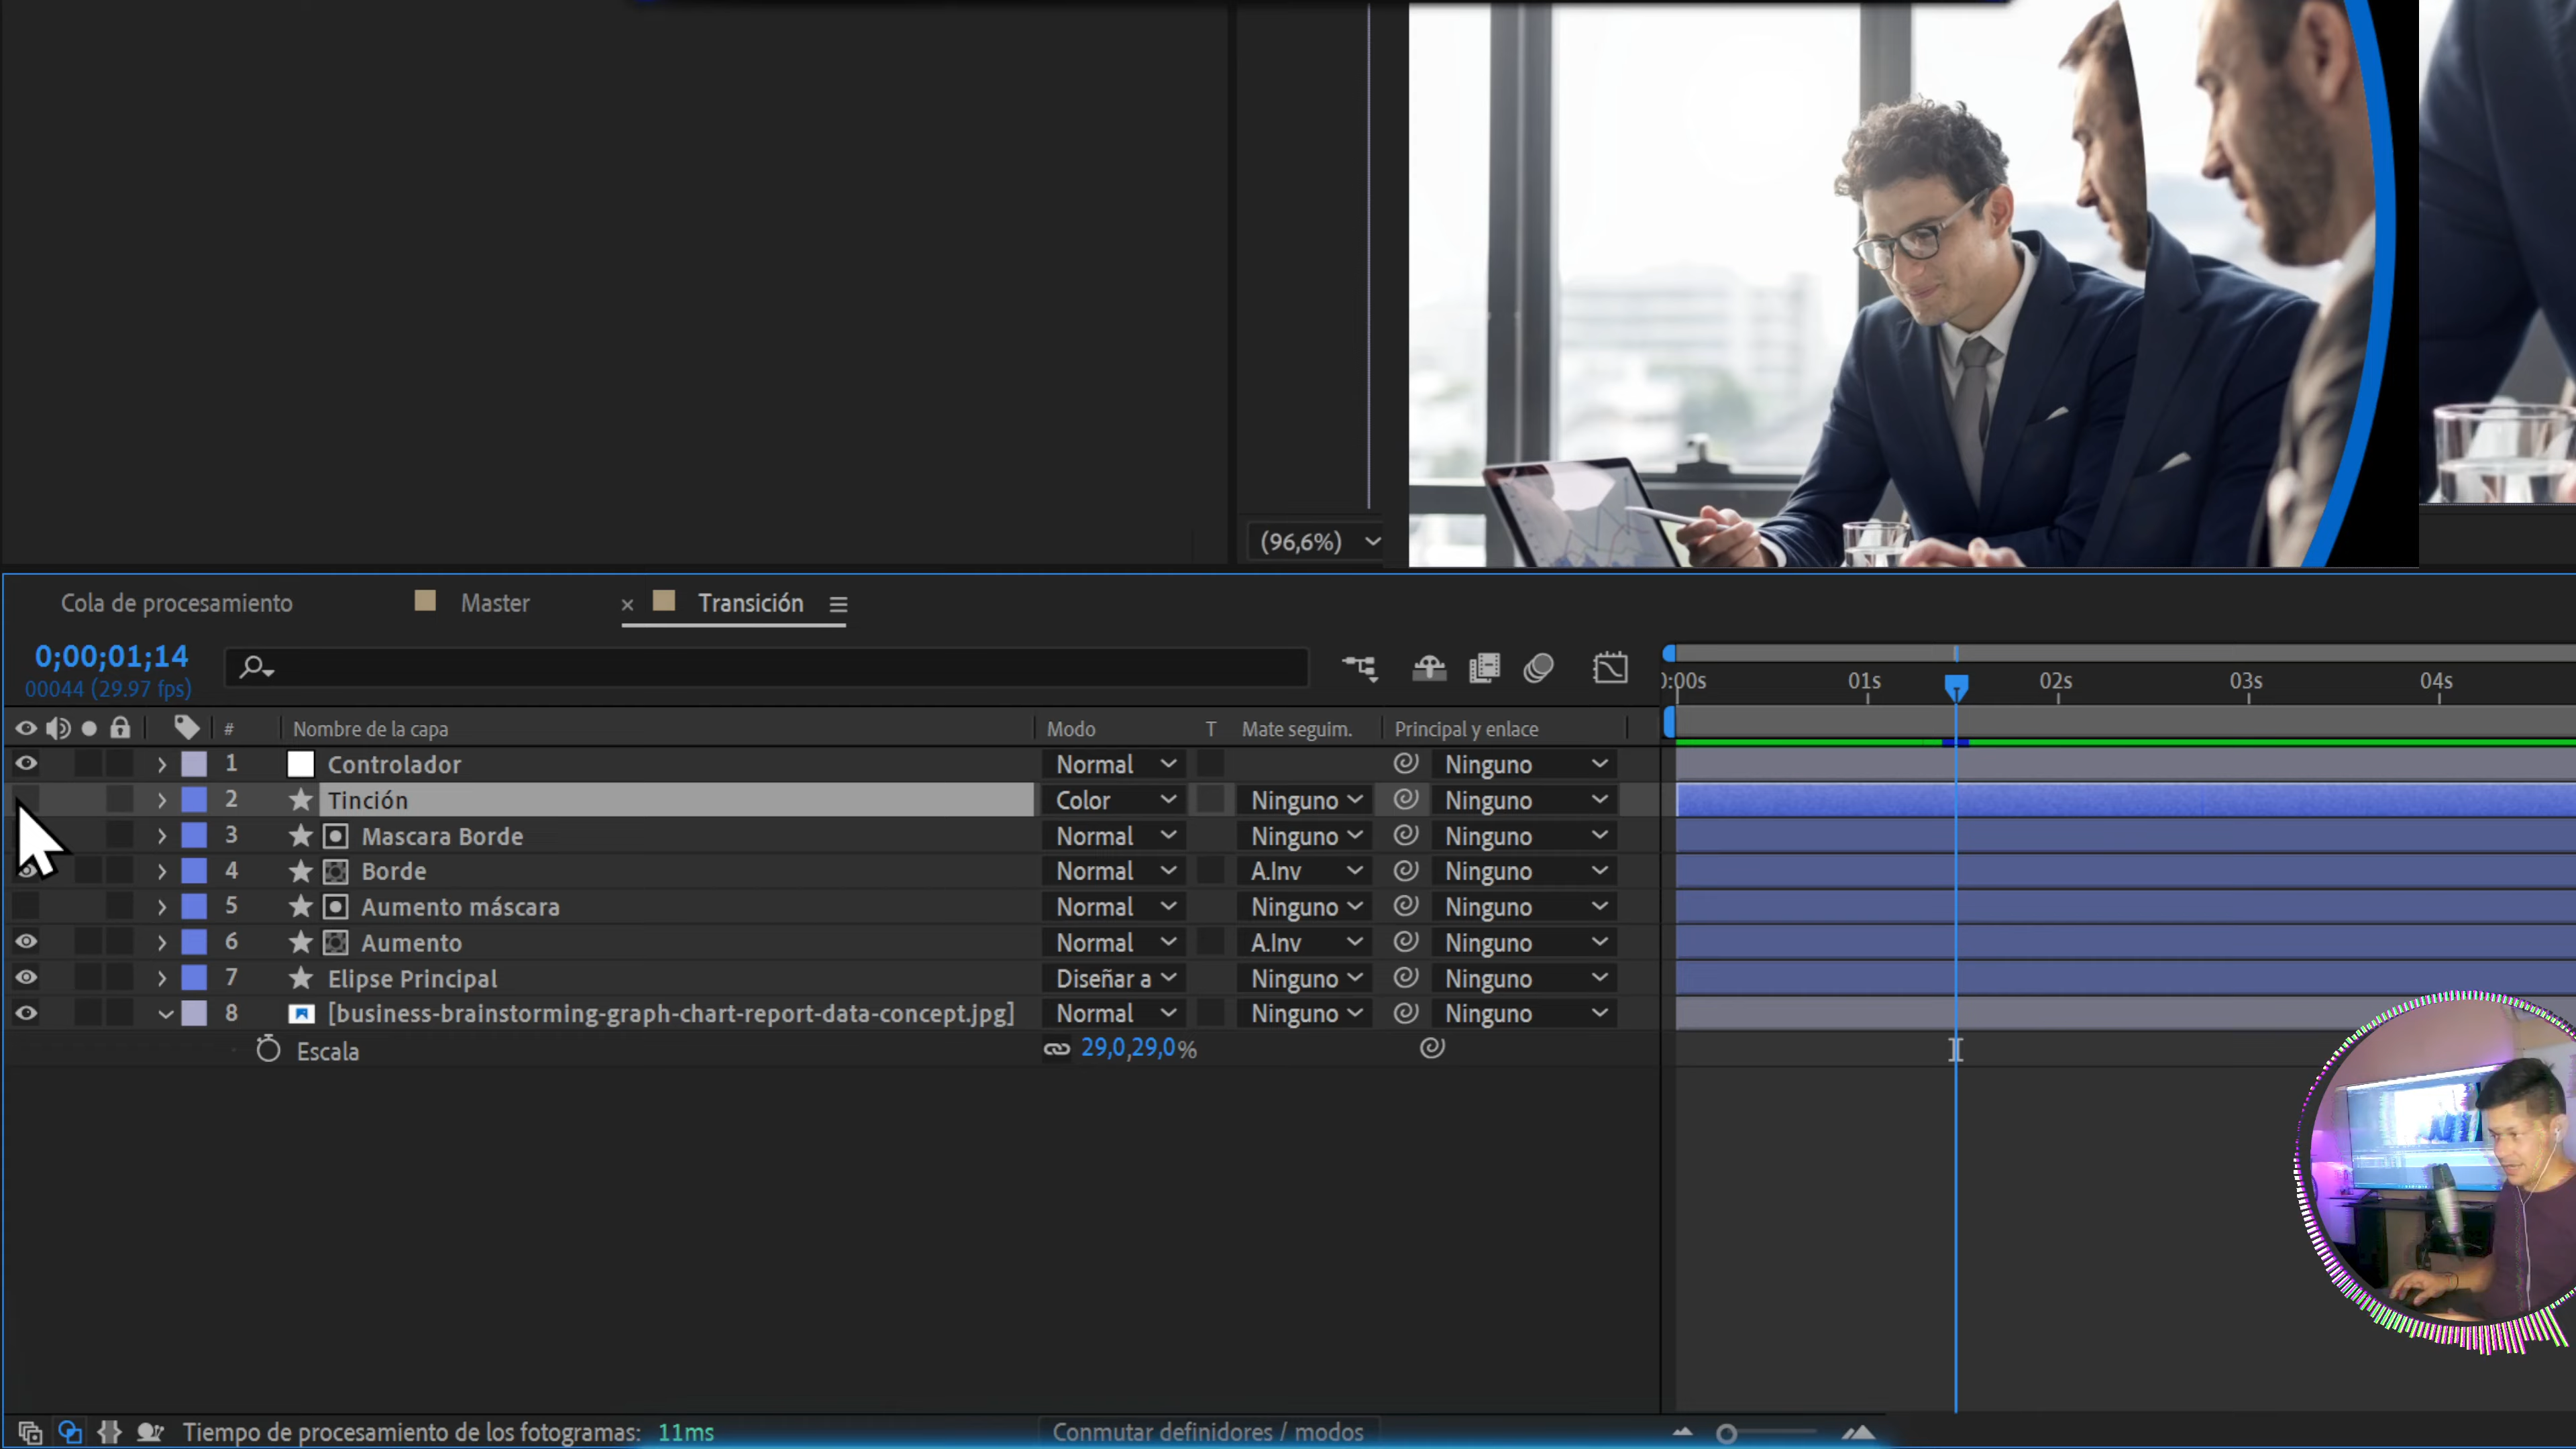 (96,6%)
Cola de procesamiento Master × Transición
0;00;01;14
00044 (29.97 fps)
0:00s 01s 02s 03s 04s
# Nombre de la capa Modo T Mate seguim. Principal y enlace
1 Controlador Normal Ninguno
2 Tinción Color Ninguno Ninguno
3 Mascara Borde Normal Ninguno Ninguno
4 Borde Normal A.Inv Ninguno
5 Aumento máscara Normal Ninguno Ninguno
6 Aumento Normal A.Inv Ninguno
7 Elipse Principal Diseñar a Ninguno Ninguno
8 [business-brainstorming-graph-chart-report-data-concept.jpg] Normal Ninguno Ninguno
Escala 29,0,29,0%
Tiempo de procesamiento de los fotogramas: 11ms Conmutar definidores / modos